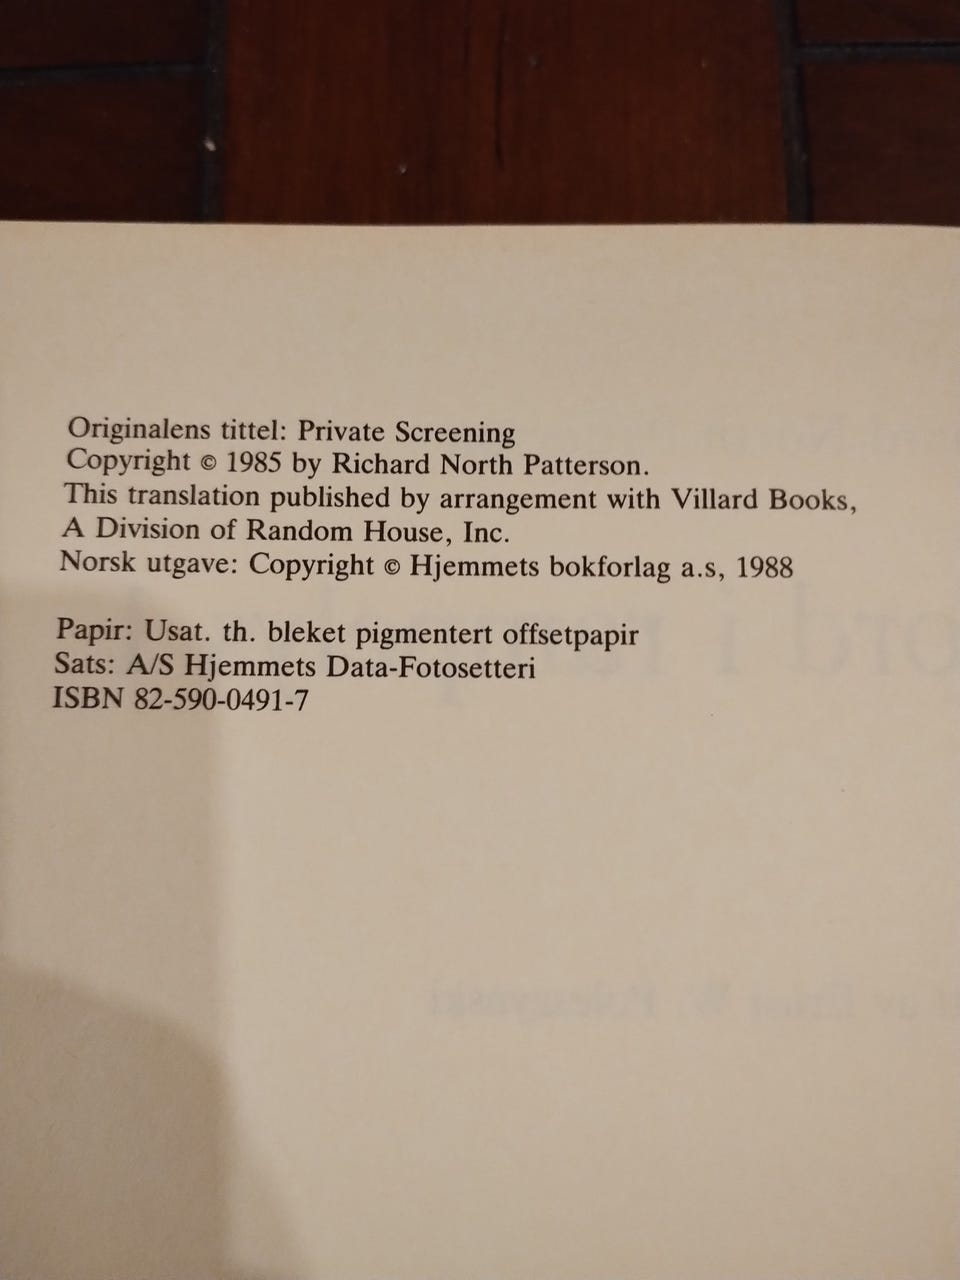 Originalens tittel: Private Screening
Copyright © 1985 by Richard North Patterson.
This translation published by arrangement with Villard Books,
A Division of Random House, Inc.
Norsk utgave: Copyright © Hjemmets bokforlag a.s, 1988
Papir: Usat. th. bleket pigmentert offsetpapir
Sats: A/S Hjemmets Data-Fotosetteri
ISBN 82-590-0491-7